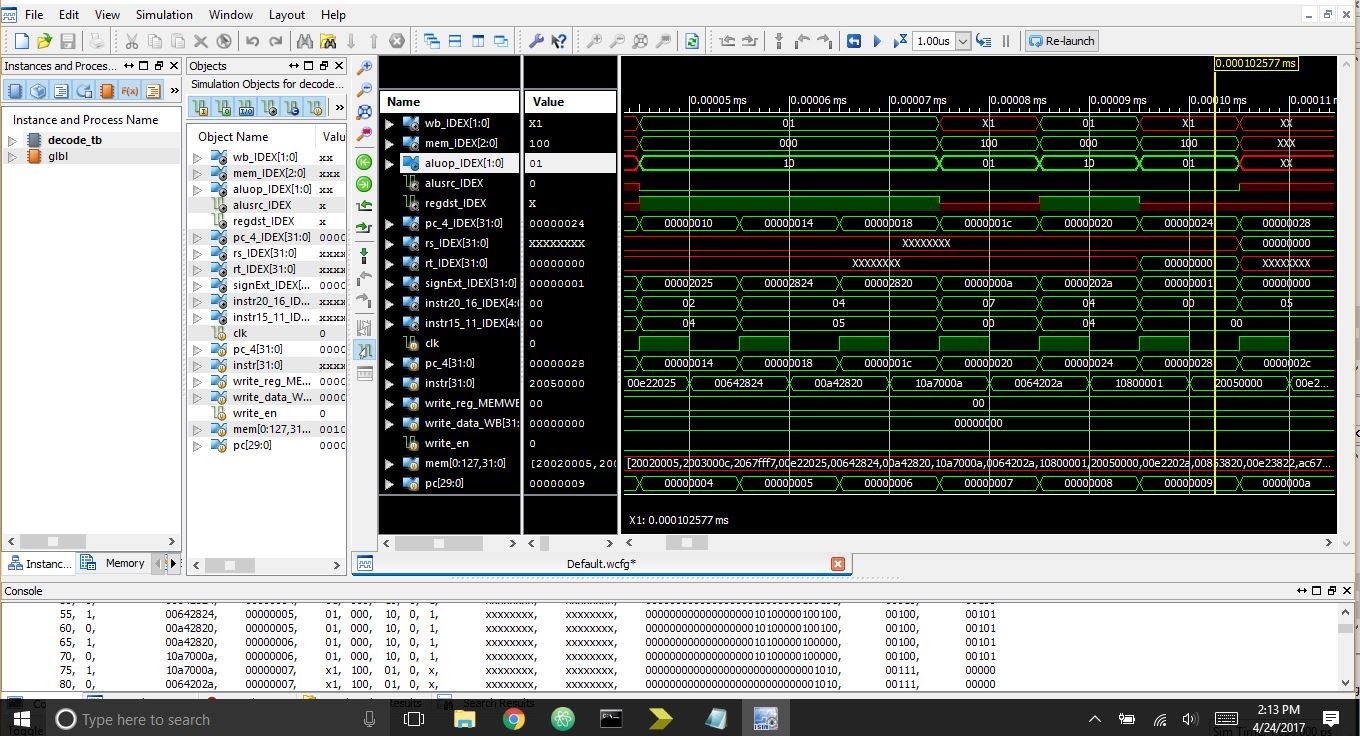 File Edit View Simulation Window Layout Help
1.00us Re-launch
Instances and Proces...
Instance and Process Name
decode_tb
glbl
Instanc... Memory
Objects
Simulation Objects for decode...
Object Name Valu
wb_IDEX[1:0] xx
mem_IDEX[2:0] xxx
aluop_IDEX[1:0] xx
alusrc_IDEX x
regdst_IDEX x
pc_4_IDEX[31:0] 0000
rs_IDEX[31:0] xxxx
rt_IDEX[31:0] xxxx
signExt_IDEX[... xxxx
instr20_16_ID... xxxx
instr15_11_ID... xxxx
clk 0
pc_4[31:0] 0000
instr[31:0] 0000
write_reg_ME... 0000
write_data_W... 0000
write_en 0
mem[0:127,31... 0010
pc[29:0] 0000
0.000102577 ms
Name Value 0.00005 ms 0.00006 ms 0.00007 ms 0.00008 ms 0.00009 ms 0.00010 ms 0.00011
wb_IDEX[1:0] X1 01 X1 01 X1 XX
mem_IDEX[2:0] 100 000 100 000 100 XXX
aluop_IDEX[1:0] 01 10 01 10 01 XX
alusrc_IDEX 0
regdst_IDEX X
pc_4_IDEX[31:0] 00000024 00000010 00000014 00000018 0000001c 00000020 00000024 00000028
rs_IDEX[31:0] XXXXXXXX XXXXXXXX 00000000
rt_IDEX[31:0] 00000000 XXXXXXXX 00000000 XXXXXXXX
signExt_IDEX[31:0] 00000001 00002025 00002824 00002820 0000000a 0000202a 00000001 00000000
instr20_16_IDEX[4:0 00 02 04 07 04 00 05
instr15_11_IDEX[4:0 00 04 05 00 04 00
clk 0
pc_4[31:0] 00000028 00000014 00000018 0000001c 00000020 00000024 00000028 0000002c
instr[31:0] 20050000 00e22025 00642824 00a42820 10a7000a 0064202a 10800001 20050000 00e2...
write_reg_MEMWE 00 00
write_data_WB[31: 00000000 00000000
write_en 0
mem[0:127,31:0] [20020005,200 [20020005,2003000c,2067fff7,00e22025,00642824,00a42820,10a7000a,0064202a,10800001,20050000,00e2202a,00853820,00e23822,ac67...
pc[29:0] 00000009 00000004 00000005 00000006 00000007 00000008 00000009 0000000a
X1: 0.000102577 ms
Default.wcfg*
Console
55, 1, 00642824, 00000005, 01, 000, 10, 0, 1, xxxxxxxx, xxxxxxxx, 00000000000000000010100000100100, 00100, 00101
60, 0, 00a42820, 00000005, 01, 000, 10, 0, 1, xxxxxxxx, xxxxxxxx, 00000000000000000010100000100100, 00100, 00101
65, 1, 00a42820, 00000006, 01, 000, 10, 0, 1, xxxxxxxx, xxxxxxxx, 00000000000000000010100000100000, 00100, 00101
70, 0, 10a7000a, 00000006, 01, 000, 10, 0, 1, xxxxxxxx, xxxxxxxx, 00000000000000000010100000100000, 00100, 00101
75, 1, 10a7000a, 00000007, x1, 100, 01, 0, x, xxxxxxxx, xxxxxxxx, 00000000000000000000000000001010, 00111, 00000
80, 0, 0064202a, 00000007, x1, 100, 01, 0, x, xxxxxxxx, xxxxxxxx, 00000000000000000000000000001010, 00111, 00000
Search Results
Type here to search
2:13 PM
4/24/2017